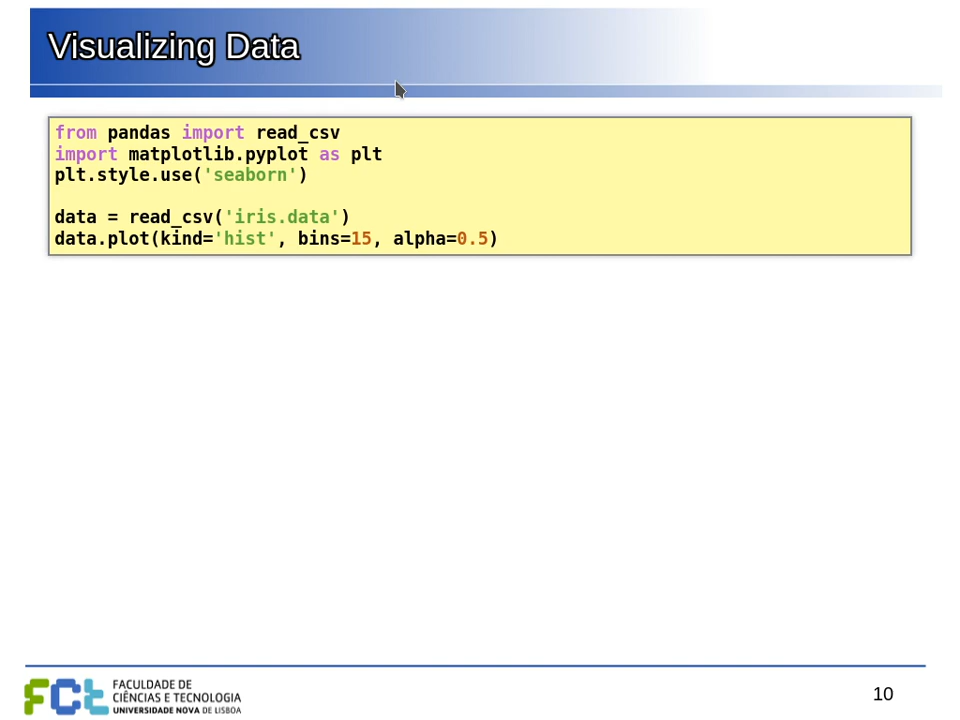 Visualizing Data
from pandas import read_csv
import matplotlib.pyplot as plt
plt.style.use('seaborn')
data = read_csv('iris.data')
data.plot(kind='hist', bins=15, alpha=0.5)
FCt
FACULDADE DE
CIÊNCIAS E TECNOLOGIA
UNIVERSIDADE NOVA DE LISBOA
10